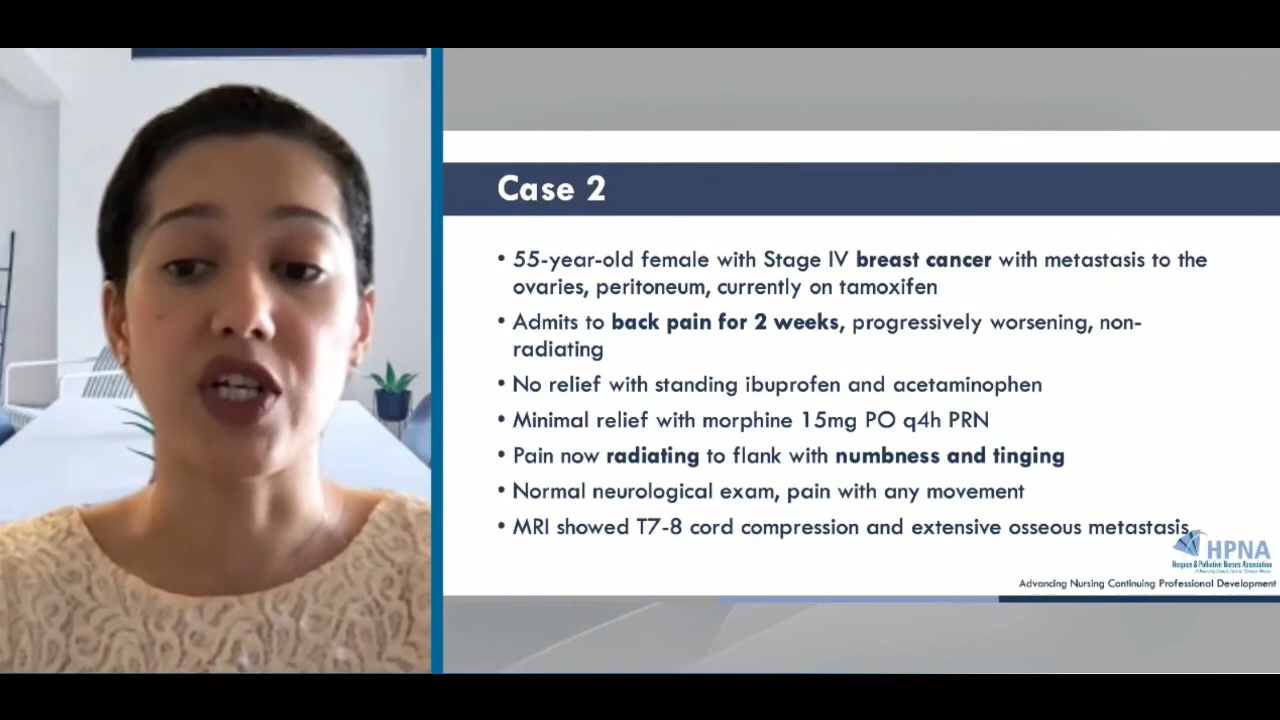 Case 2
• 55-year-old female with Stage IV breast cancer with metastasis to the
ovaries, peritoneum, currently on tamoxifen
• Admits to back pain for 2 weeks, progressively worsening, non-
radiating
• No relief with standing ibuprofen and acetaminophen
• Minimal relief with morphine 15mg PO q4h PRN
• Pain now radiating to flank with numbness and tinging
• Normal neurological exam, pain with any movement
• MRI showed T7-8 cord compression and extensive osseous metastasis
HPNA
Hospice & Palliative Nurses Association
Advancing Nursing Continuing Professional Development